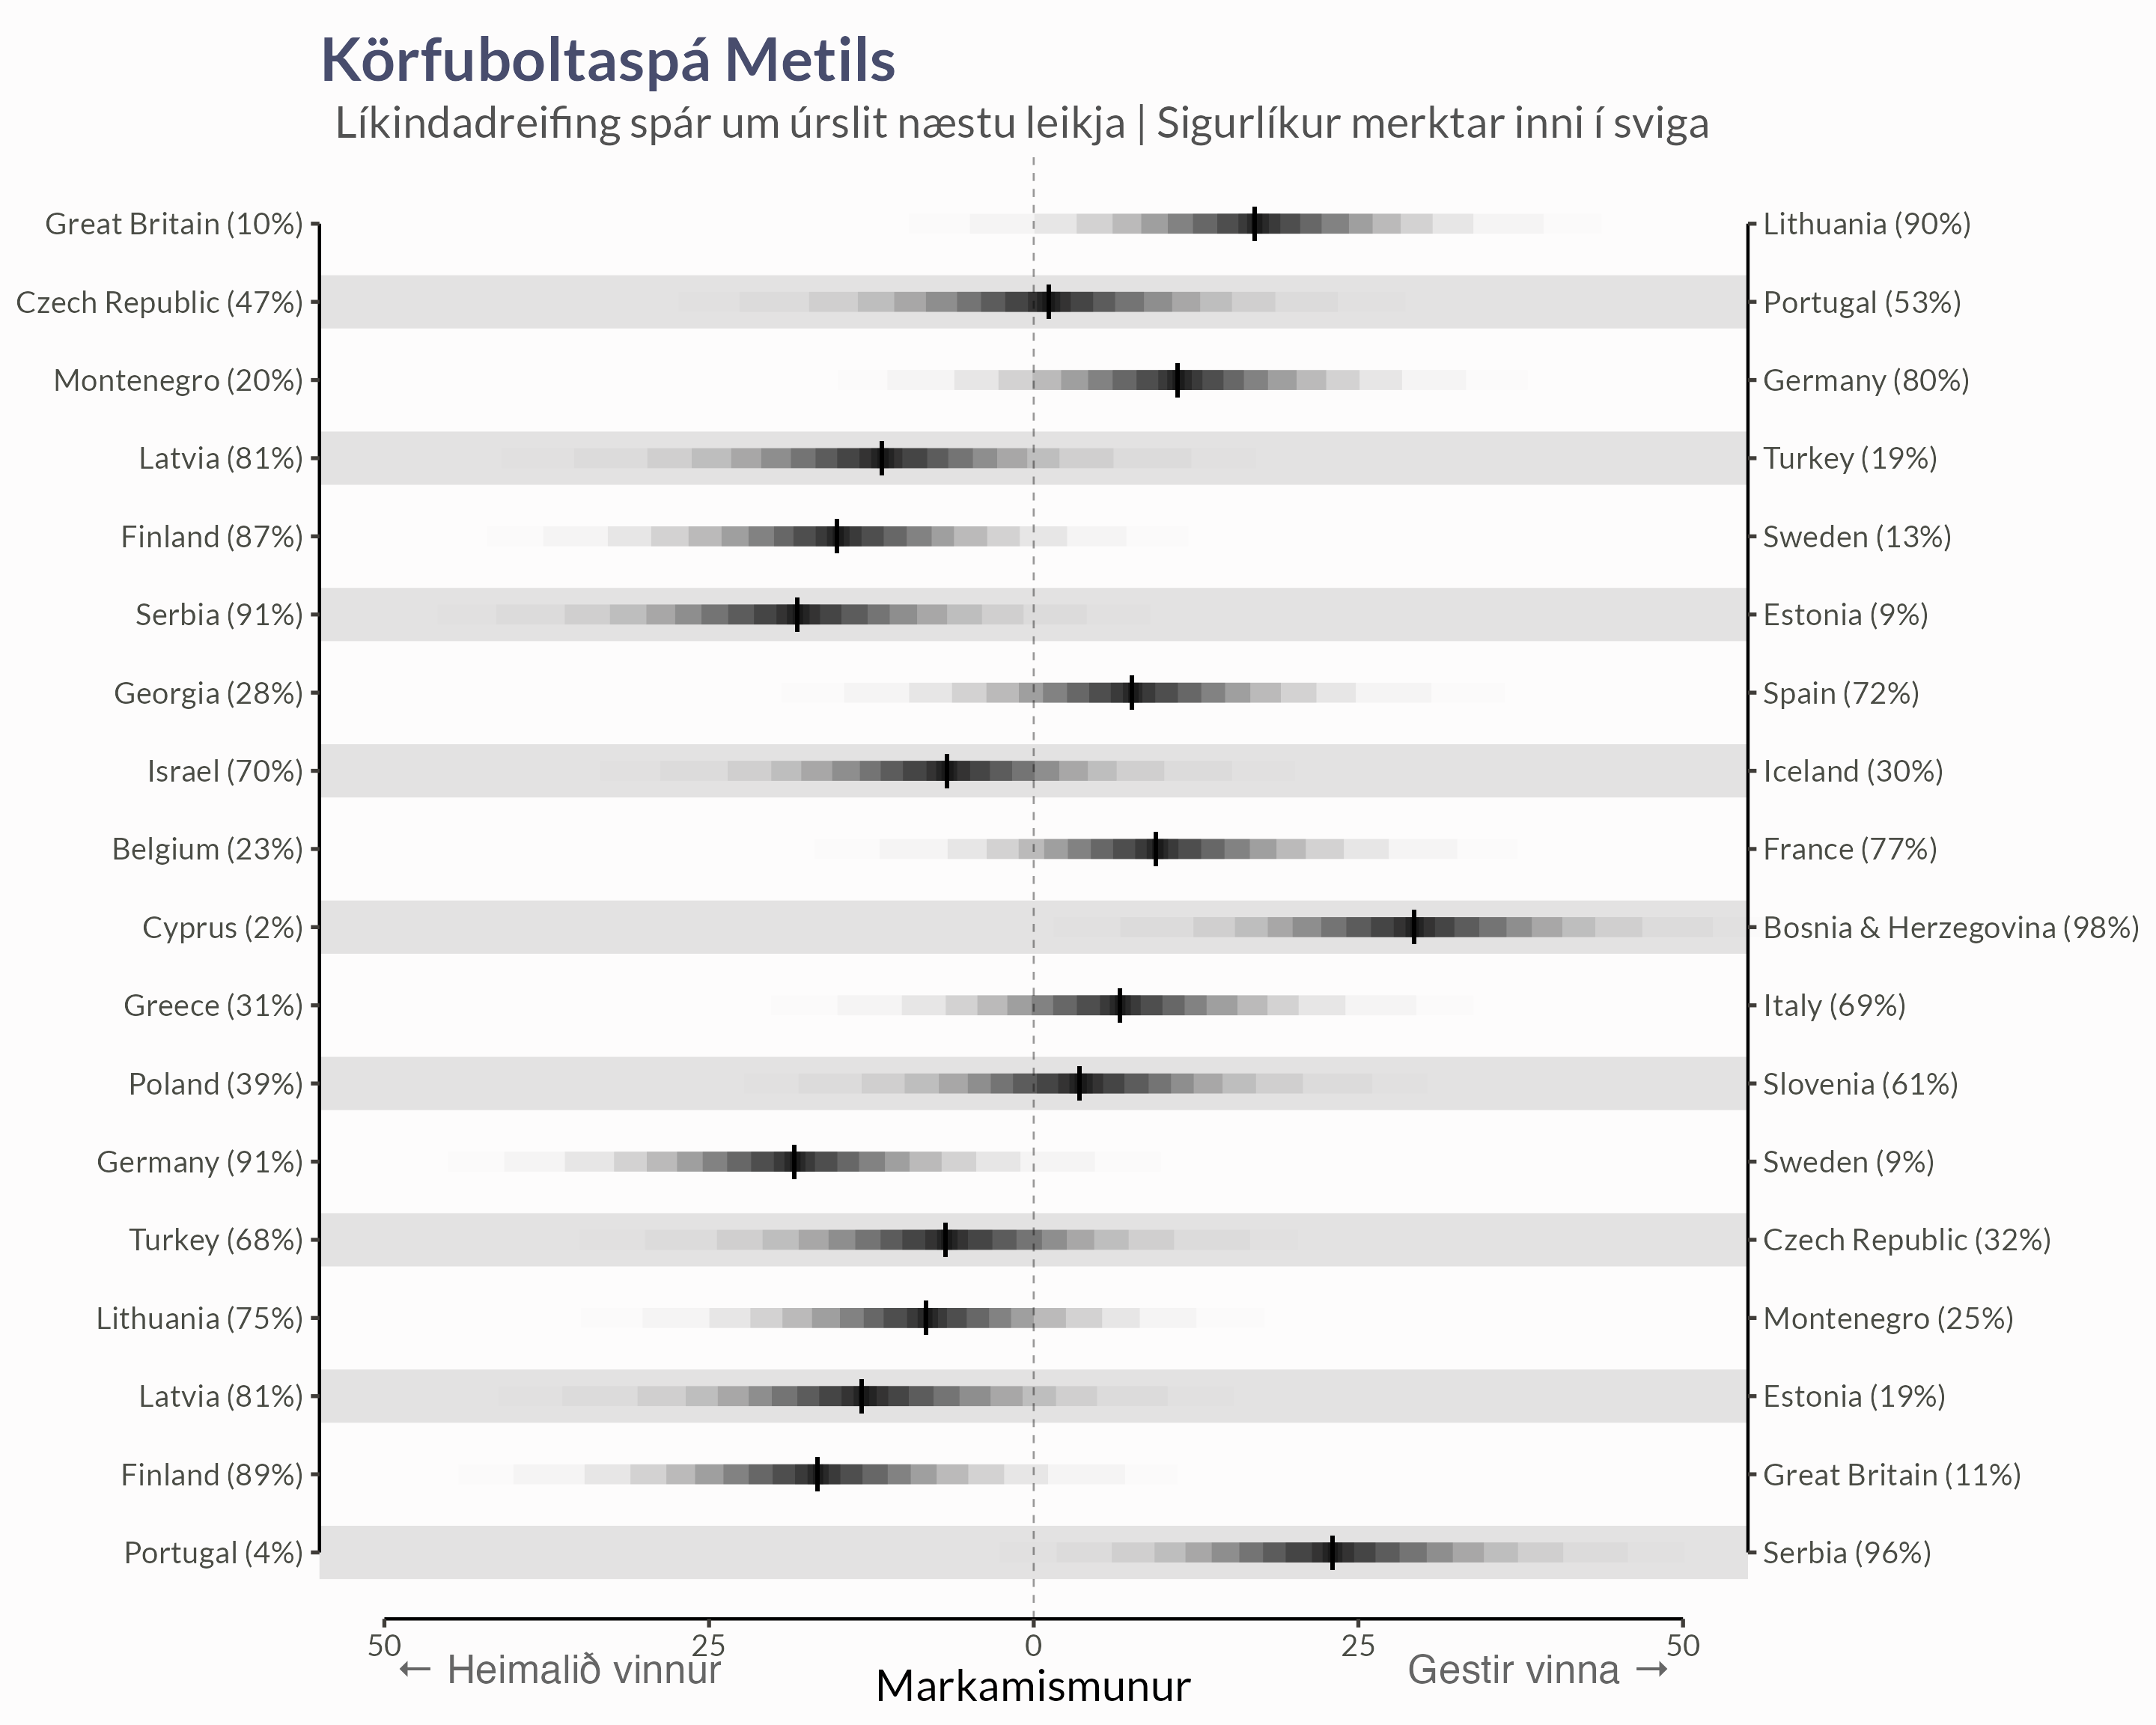 Körfuboltaspá Metils
Líkindadreifing spár um úrslit næstu leikja | Sigurlíkur merktar inni í sviga
Great Britain (10%) Lithuania (90%)
Czech Republic (47%) Portugal (53%)
Montenegro (20%) Germany (80%)
Latvia (81%) Turkey (19%)
Finland (87%) Sweden (13%)
Serbia (91%) Estonia (9%)
Georgia (28%) Spain (72%)
Israel (70%) Iceland (30%)
Belgium (23%) France (77%)
Cyprus (2%) Bosnia & Herzegovina (98%)
Greece (31%) Italy (69%)
Poland (39%) Slovenia (61%)
Germany (91%) Sweden (9%)
Turkey (68%) Czech Republic (32%)
Lithuania (75%) Montenegro (25%)
Latvia (81%) Estonia (19%)
Finland (89%) Great Britain (11%)
Portugal (4%) Serbia (96%)
50 25 0 25 50
← Heimalið vinnur Gestir vinna →
Markamismunur